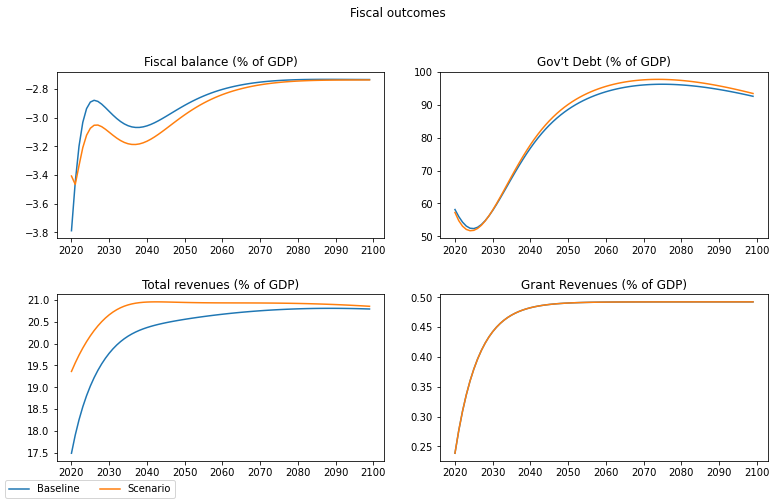 Fiscal outcomes
Fiscal balance (% of GDP)
−2.8
−3.0
−3.2
−3.4
−3.6
−3.8
2020 2030 2040 2050 2060 2070 2080 2090 2100
Gov't Debt (% of GDP)
100
90
80
70
60
50
2020 2030 2040 2050 2060 2070 2080 2090 2100
Total revenues (% of GDP)
21.0
20.5
20.0
19.5
19.0
18.5
18.0
17.5
2020 2030 2040 2050 2060 2070 2080 2090 2100
Grant Revenues (% of GDP)
0.50
0.45
0.40
0.35
0.30
0.25
2020 2030 2040 2050 2060 2070 2080 2090 2100
Baseline Scenario